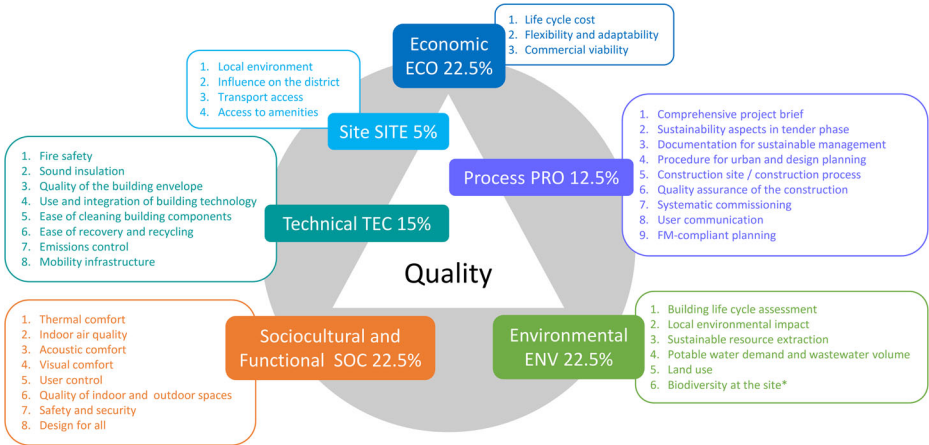 Economic
ECO 22.5%
1. Life cycle cost
2. Flexibility and adaptability
3. Commercial viability
1. Local environment
2. Influence on the district
3. Transport access
4. Access to amenities
Site SITE 5%
1. Comprehensive project brief
2. Sustainability aspects in tender phase
3. Documentation for sustainable management
4. Procedure for urban and design planning
5. Construction site / construction process
6. Quality assurance of the construction
7. Systematic commissioning
8. User communication
9. FM-compliant planning
Process PRO 12.5%
1. Fire safety
2. Sound insulation
3. Quality of the building envelope
4. Use and integration of building technology
5. Ease of cleaning building components
6. Ease of recovery and recycling
7. Emissions control
8. Mobility infrastructure
Technical TEC 15%
Quality
1. Thermal comfort
2. Indoor air quality
3. Acoustic comfort
4. Visual comfort
5. User control
6. Quality of indoor and outdoor spaces
7. Safety and security
8. Design for all
Sociocultural and
Functional SOC 22.5%
Environmental
ENV 22.5%
1. Building life cycle assessment
2. Local environmental impact
3. Sustainable resource extraction
4. Potable water demand and wastewater volume
5. Land use
6. Biodiversity at the site*